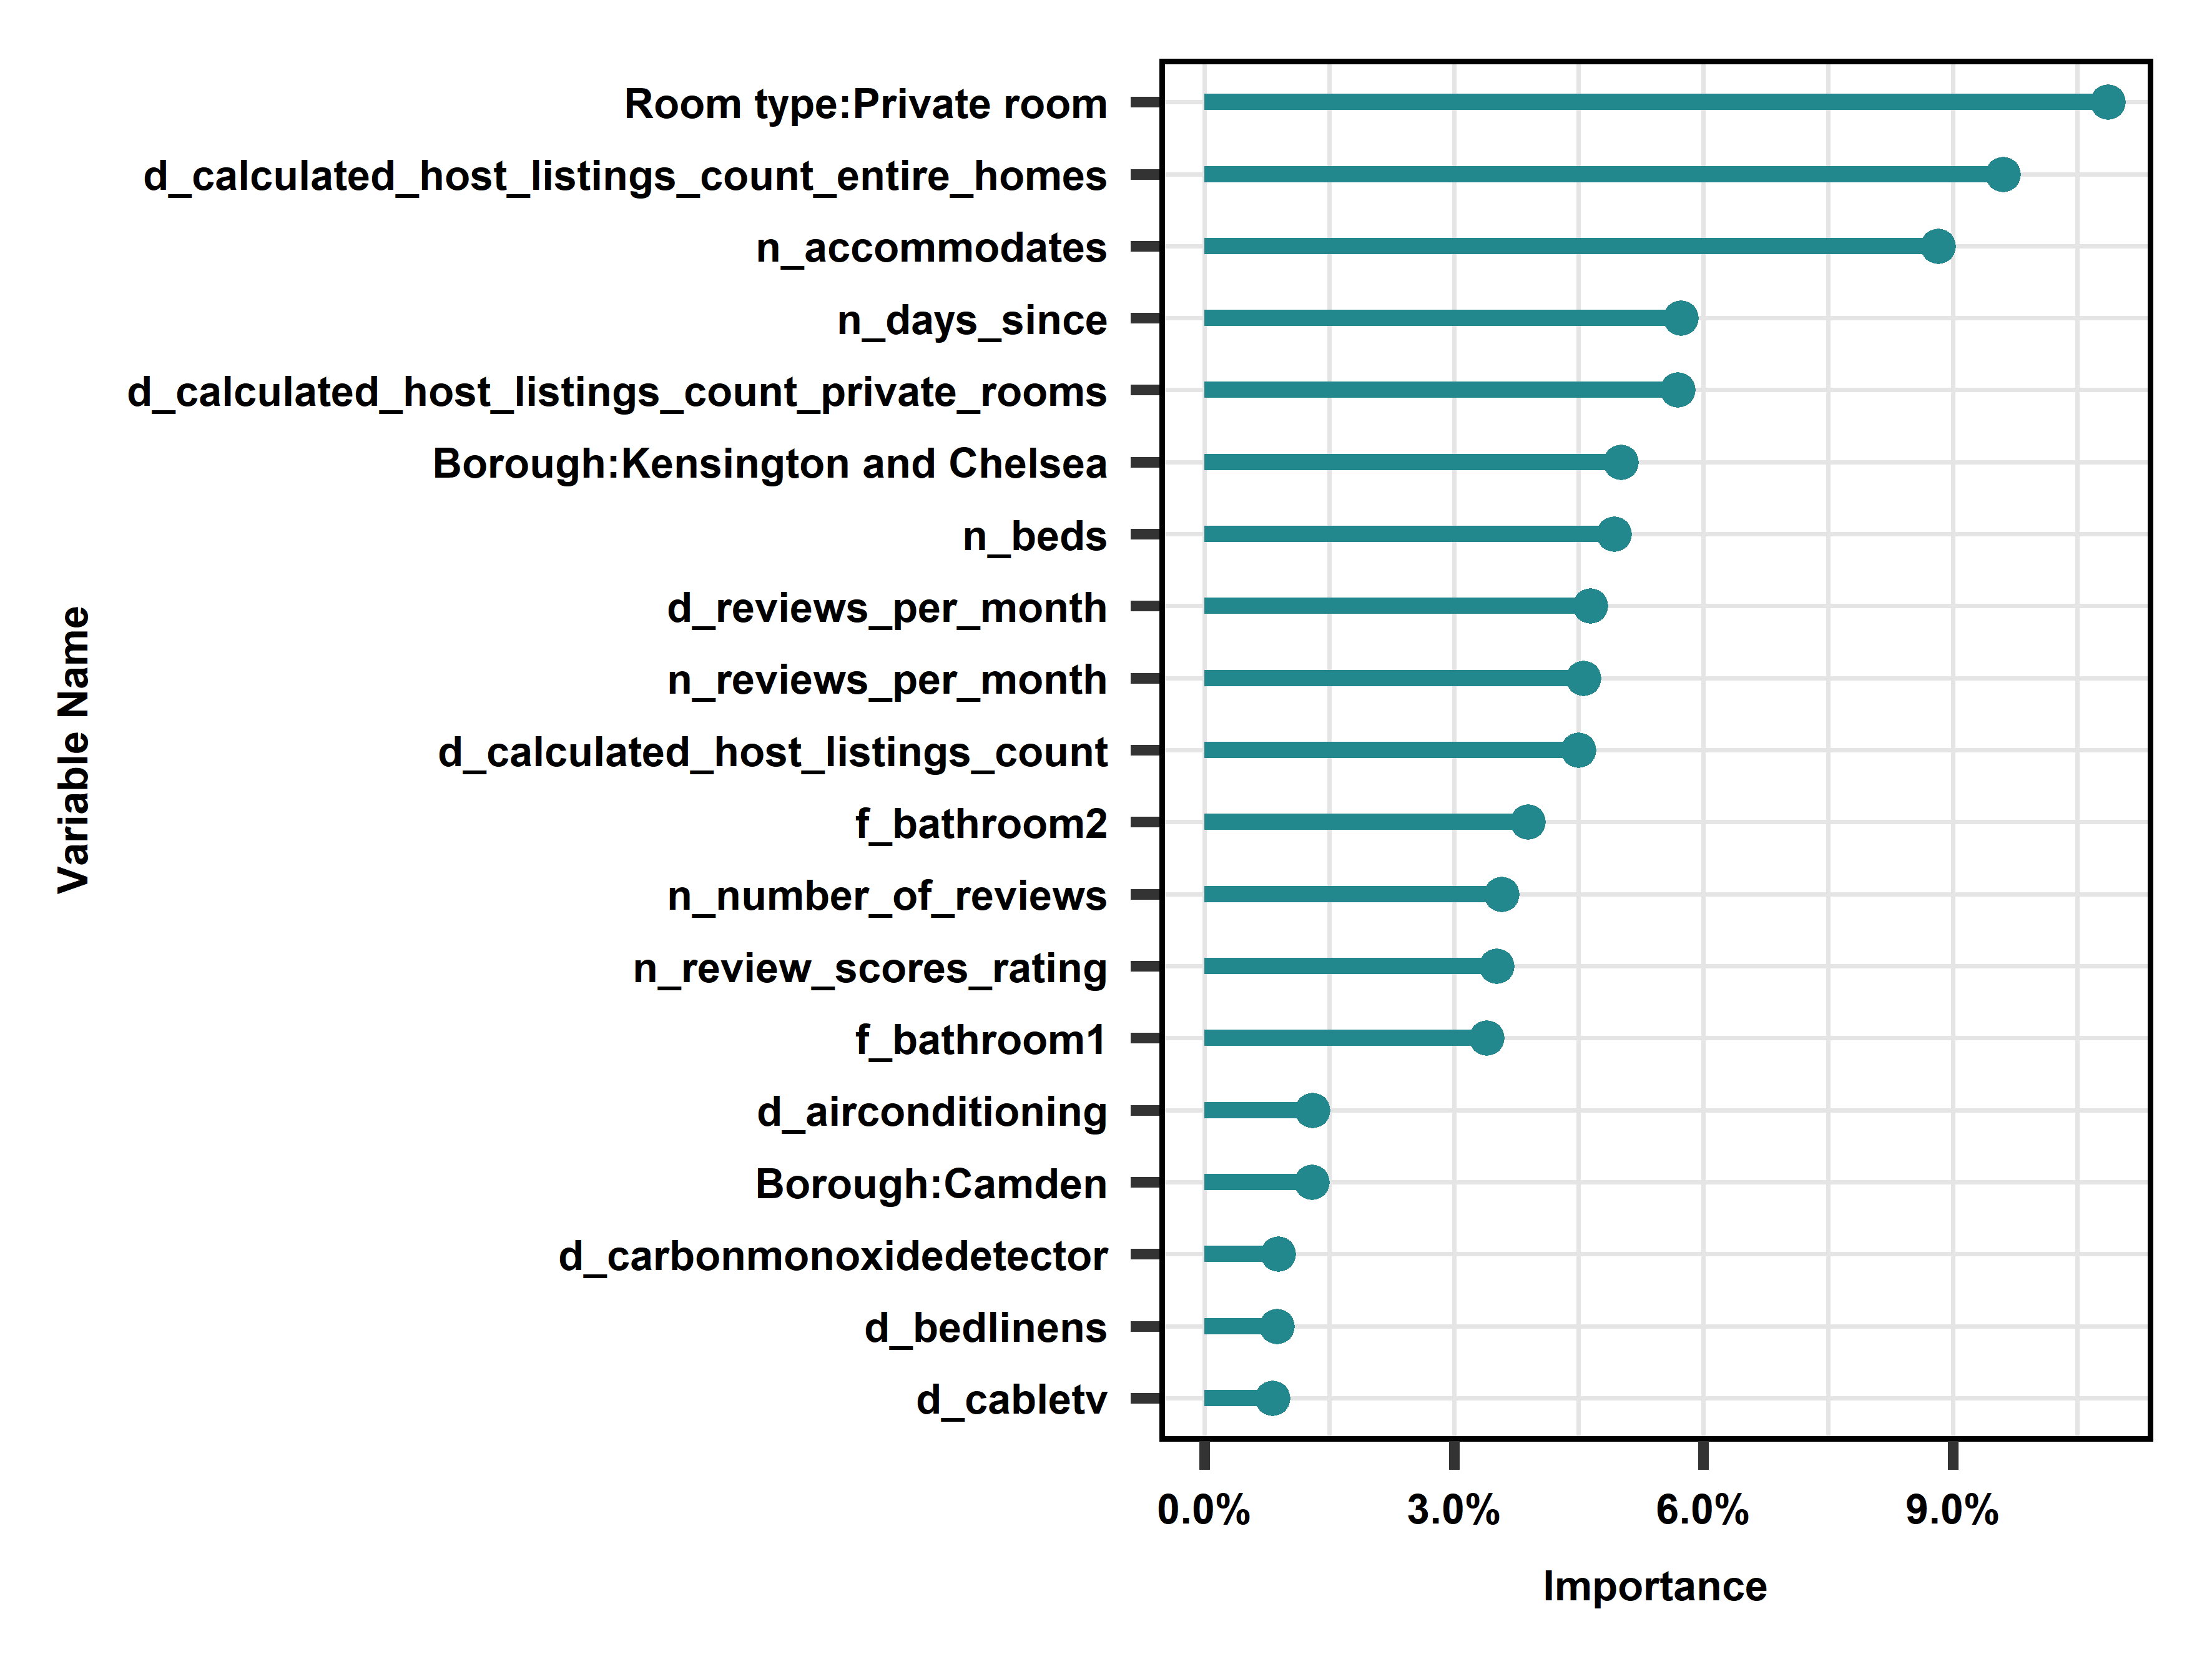 Variable Name
Room type:Private room
d_calculated_host_listings_count_entire_homes
n_accommodates
n_days_since
d_calculated_host_listings_count_private_rooms
Borough:Kensington and Chelsea
n_beds
d_reviews_per_month
n_reviews_per_month
d_calculated_host_listings_count
f_bathroom2
n_number_of_reviews
n_review_scores_rating
f_bathroom1
d_airconditioning
Borough:Camden
d_carbonmonoxidedetector
d_bedlinens
d_cabletv
0.0% 3.0% 6.0% 9.0%
Importance